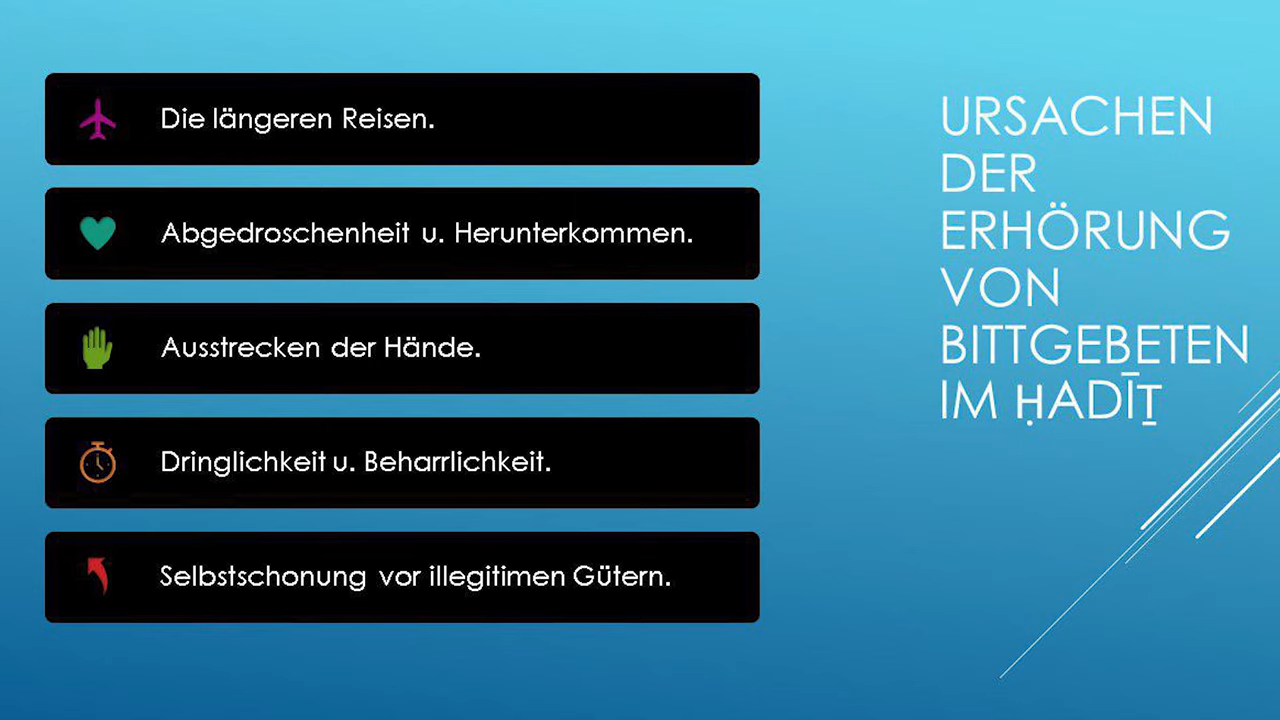 Die längeren Reisen.
Abgedroschenheit u. Herunterkommen.
Ausstrecken der Hände.
Dringlichkeit u. Beharrlichkeit.
Selbstschonung vor illegitimen Gütern.
URSACHEN
DER
ERHÖRUNG
VON
BITTGEBETEN
IM ḤADĪṮ